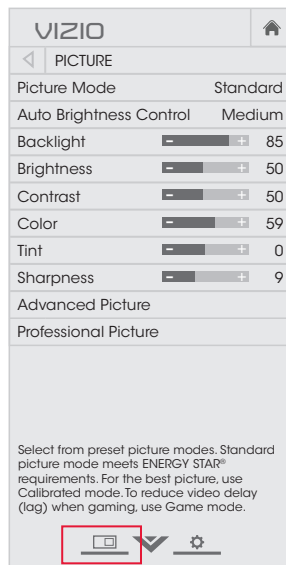 VIZIO
PICTURE
Picture Mode Standard
Auto Brightness Control Medium
Backlight - + 85
Brightness - + 50
Contrast - + 50
Color - + 59
Tint - + 0
Sharpness - + 9
Advanced Picture
Professional Picture
Select from preset picture modes. Standard
picture mode meets ENERGY STAR®
requirements. For the best picture, use
Calibrated mode. To reduce video delay
(lag) when gaming, use Game mode.